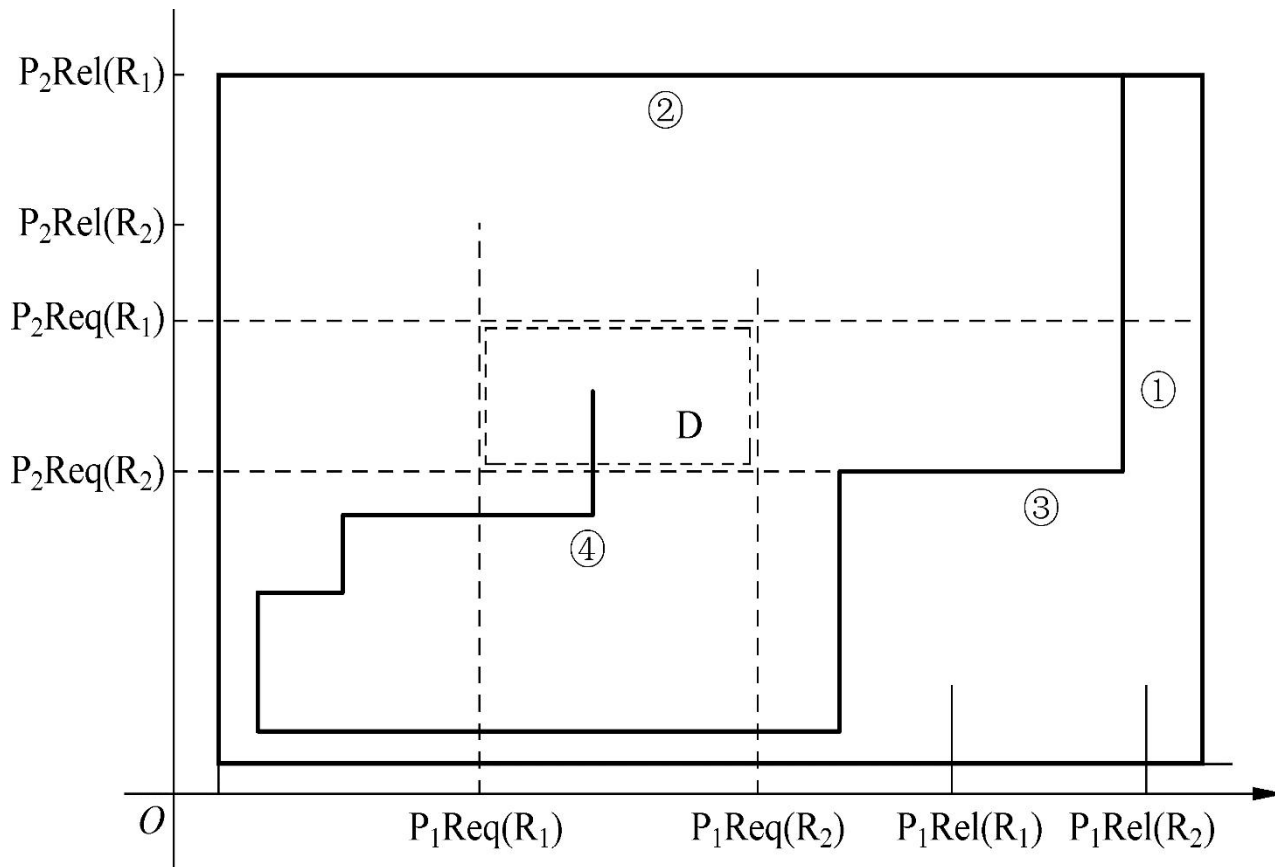 P₂Rel(R₁)
②
P₂Rel(R₂)
P₂Req(R₁)
①
D
P₂Req(R₂)
③
④
O
P₁Req(R₁) P₁Req(R₂) P₁Rel(R₁) P₁Rel(R₂)